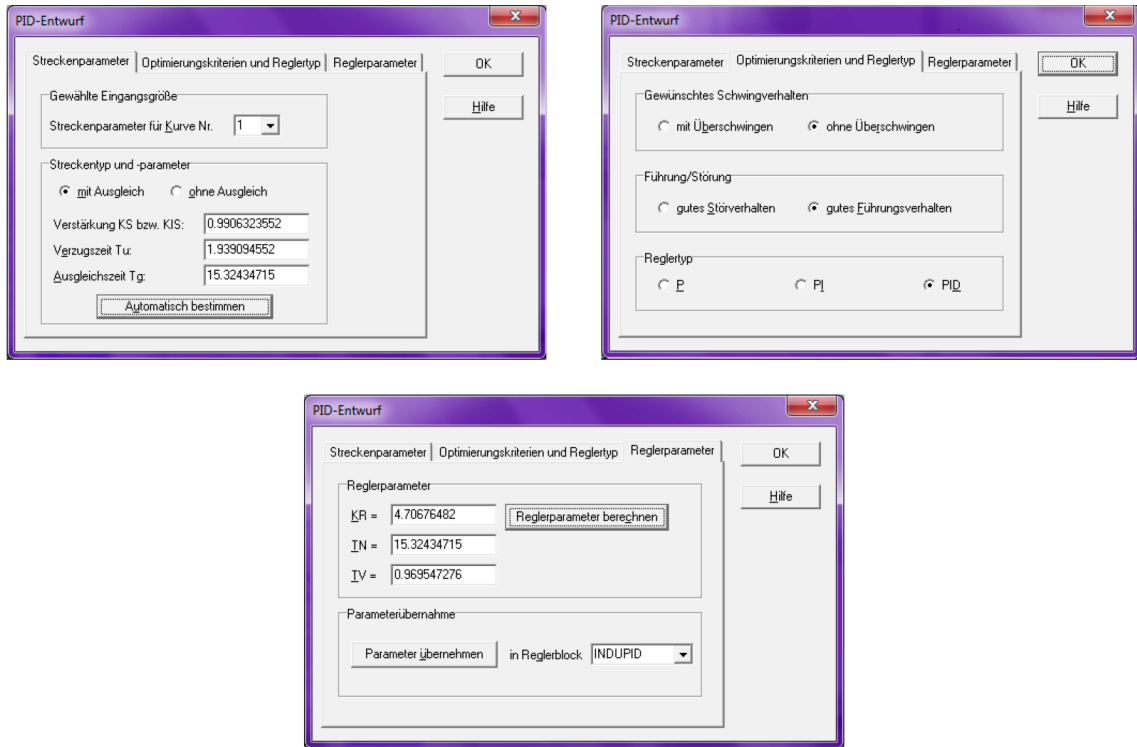 PID-Entwurf
Streckenparameter Optimierungskriterien und Reglertyp Reglerparameter
OK
Hilfe
Gewählte Eingangsgröße
Streckenparameter für Kurve Nr. 1
Streckentyp und -parameter
mit Ausgleich ohne Ausgleich
Verstärkung KS bzw. KIS: 0.9906323552
Verzugszeit Tu: 1.939094552
Ausgleichszeit Tg: 15.32434715
Automatisch bestimmen
PID-Entwurf
Streckenparameter Optimierungskriterien und Reglertyp Reglerparameter
OK
Hilfe
Gewünschtes Schwingverhalten
mit Überschwingen ohne Überschwingen
Führung/Störung
gutes Störverhalten gutes Führungsverhalten
Reglertyp
P PI PID
PID-Entwurf
Streckenparameter Optimierungskriterien und Reglertyp Reglerparameter
OK
Hilfe
Reglerparameter
KR = 4.70676482 Reglerparameter berechnen
TN = 15.32434715
TV = 0.969547276
Parameterübernahme
Parameter übernehmen in Reglerblock INDUPID